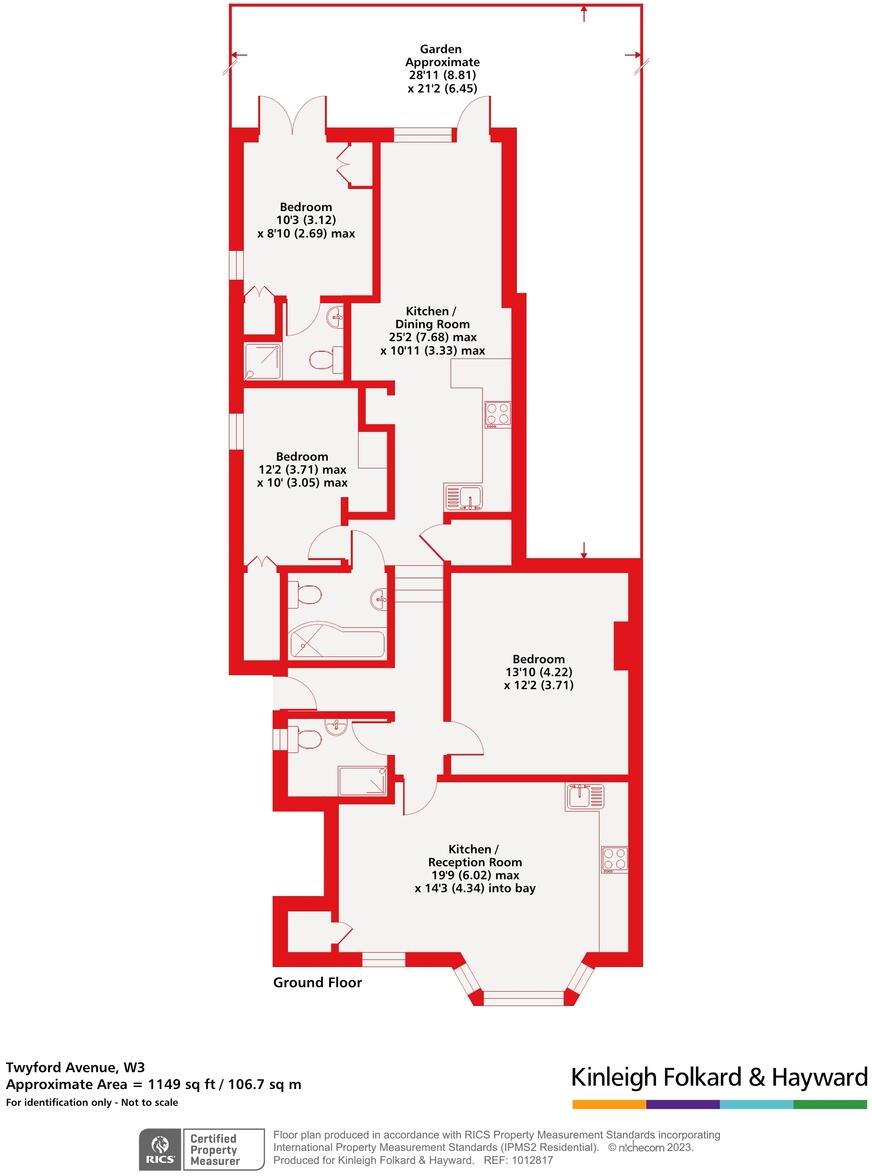 Garden
Approximate
28'11 (8.81)
x 21'2 (6.45)
Bedroom
10'3 (3.12)
x 8'10 (2.69) max
Kitchen /
Dining Room
25'2 (7.68) max
x 10'11 (3.33) max
Bedroom
12'2 (3.71) max
x 10' (3.05) max
Bedroom
13'10 (4.22)
x 12'2 (3.71)
Kitchen /
Reception Room
19'9 (6.02) max
x 14'3 (4.34) into bay
Ground Floor
Twyford Avenue, W3
Approximate Area = 1149 sq ft / 106.7 sq m
For identification only - Not to scale
Kinleigh Folkard & Hayward
RICS
Certified
Property
Measurer
Floor plan produced in accordance with RICS Property Measurement Standards incorporating
International Property Measurement Standards (IPMS2 Residential). © nichecom 2023.
Produced for Kinleigh Folkard & Hayward. REF: 1012817